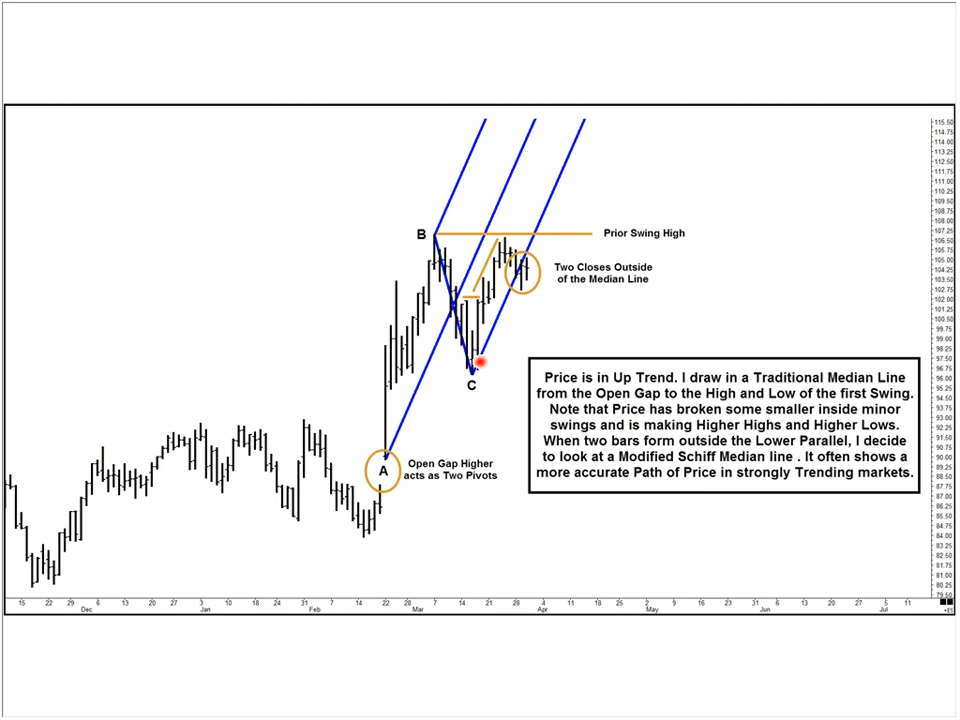 B
Prior Swing High
Two Closes Outside
of the Median Line
C
A
Open Gap Higher
acts as Two Pivots
Price is in Up Trend. I draw in a Traditional Median Line
from the Open Gap to the High and Low of the first Swing.
Note that Price has broken some smaller inside minor
swings and is making Higher Highs and Higher Lows.
When two bars form outside the Lower Parallel, I decide
to look at a Modified Schiff Median line . It often shows a
more accurate Path of Price in strongly Trending markets.
115.50
114.75
114.00
113.25
112.50
111.75
111.00
110.25
109.50
108.75
108.00
107.25
106.50
105.75
105.00
104.25
103.50
102.75
102.00
101.25
100.50
99.75
99.00
98.25
97.50
96.75
96.00
95.25
94.50
93.75
93.00
92.25
91.50
90.75
90.00
89.25
88.50
87.75
87.00
86.25
85.50
84.75
84.00
83.25
82.50
81.75
81.00
80.25
79.50
15 22 29 6 13 20 27 3 10 18 24 31 7 14 22 28 7 14 21 28 4 11 18 25 2 9 16 23 31 6 13 20 27 5 11
Dec Jan Feb Mar Apr May Jun Jul